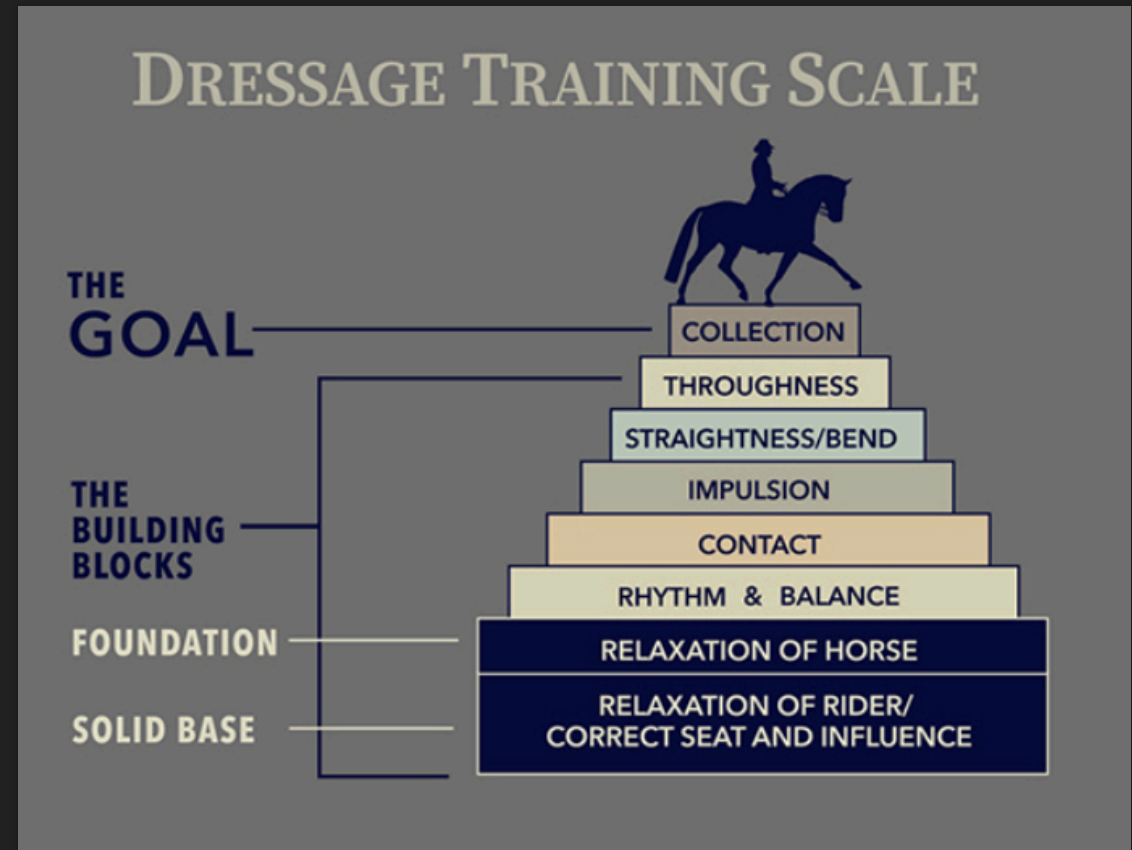 DRESSAGE TRAINING SCALE
THE
GOAL
COLLECTION
THROUGHNESS
STRAIGHTNESS/BEND
IMPULSION
THE
BUILDING
BLOCKS
CONTACT
RHYTHM & BALANCE
FOUNDATION
RELAXATION OF HORSE
SOLID BASE
RELAXATION OF RIDER/
CORRECT SEAT AND INFLUENCE